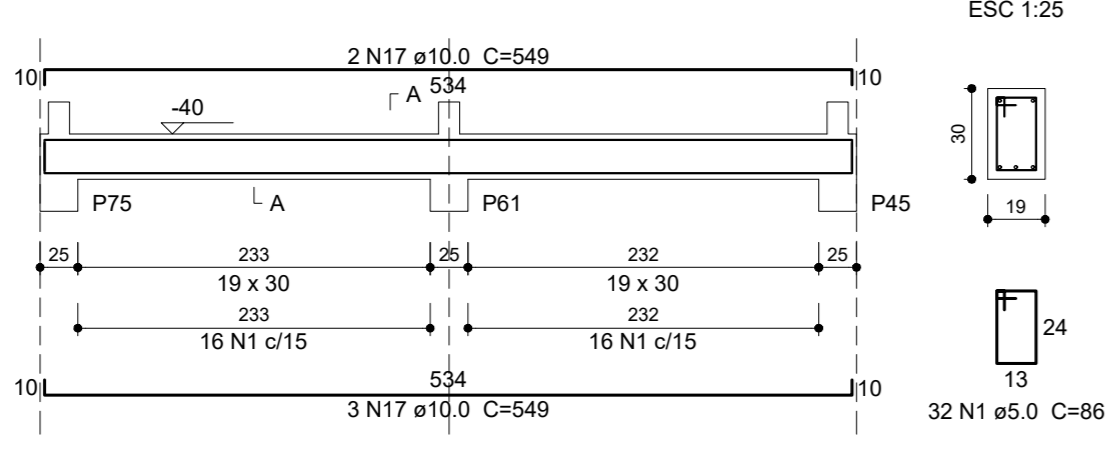 ESC 1:25
2 N17 ø10.0 C=549
10 534 10
A
-40
30
P75 A P61 P45
19
25 233 25 232 25
19 x 30 19 x 30
233 232
16 N1 c/15 16 N1 c/15
24
13
10 534 10
3 N17 ø10.0 C=549
32 N1 ø5.0 C=86